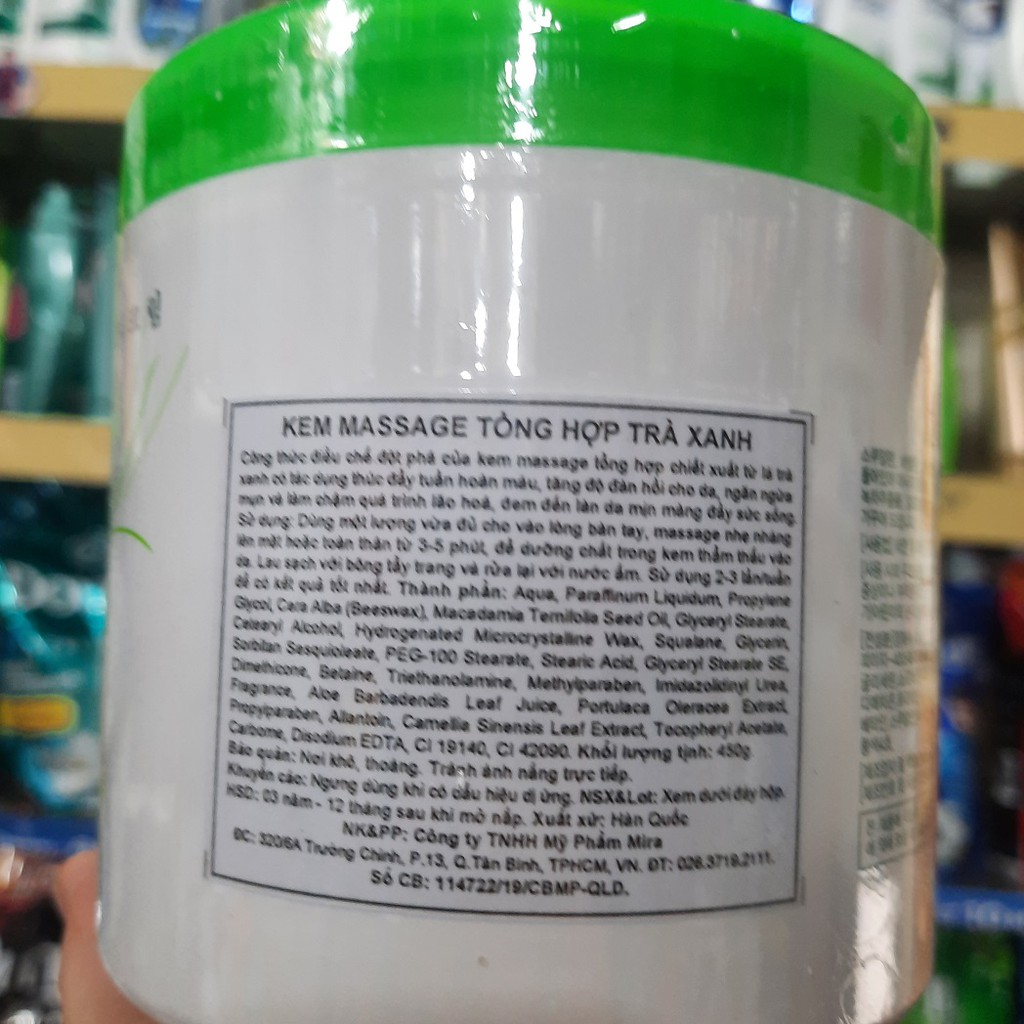 KEM MASSAGE TỔNG HỢP TRÀ XANH
Công thức điều chế đột phá của kem massage tổng hợp chiết xuất từ lá trà
xanh có tác dụng thúc đẩy tuần hoàn máu, tăng độ đàn hồi cho da, ngăn ngừa
mụn và làm chậm quá trình lão hoá, đem đến làn da mịn màng đầy sức sống.
Sử dụng: Dùng một lượng vừa đủ cho vào lòng bàn tay, massage nhẹ nhàng
lên mặt hoặc toàn thân từ 3-5 phút, để dưỡng chất trong kem thẩm thấu vào
da. Lau sạch với bông tẩy trang và rửa lại với nước ấm. Sử dụng 2-3 lần/tuần
để có kết quả tốt nhất. Thành phần: Aqua, Paraffinum Liquidum, Propylene
Glycol, Cera Alba (Beeswax), Macadamia Ternifolia Seed Oil, Glyceryl Stearate,
Cetearyl Alcohol, Hydrogenated Microcrystalline Wax, Squalane, Glycerin,
Sorbitan Sesquioleate, PEG-100 Stearate, Stearic Acid, Glyceryl Stearate SE,
Dimethicone, Betaine, Triethanolamine, Methylparaben, Imidazolidinyl Urea,
Fragrance, Aloe Barbadendis Leaf Juice, Portulaca Oleracea Extract,
Propylparaben, Allantoin, Camellia Sinensis Leaf Extract, Tocopheryl Acetate,
Carbome, Disodium EDTA, CI 19140, CI 42090. Khối lượng tịnh: 450g
Bảo quản: Nơi khô, thoáng. Tránh ánh nắng trực tiếp.
Khuyến cáo: Ngưng dùng khi có dấu hiệu dị ứng. NSX&Lot: Xem dưới đáy hộp.
HSD: 03 năm - 12 tháng sau khi mở nắp. Xuất xứ: Hàn Quốc
NK&PP: Công ty TNHH Mỹ Phẩm Mira
ĐC: 320/6A Trường Chinh, P.13, Q.Tân Bình, TPHCM, VN. ĐT: 028.3719.2111.
Số CB: 114722/19/CBMP-QLD.